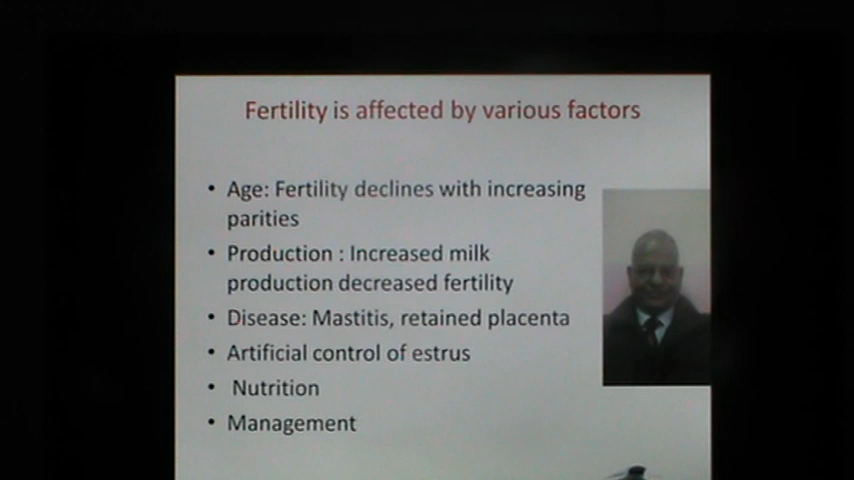 Fertility is affected by various factors
• Age: Fertility declines with increasing
parities
• Production : Increased milk
production decreased fertility
• Disease: Mastitis, retained placenta
• Artificial control of estrus
• Nutrition
• Management